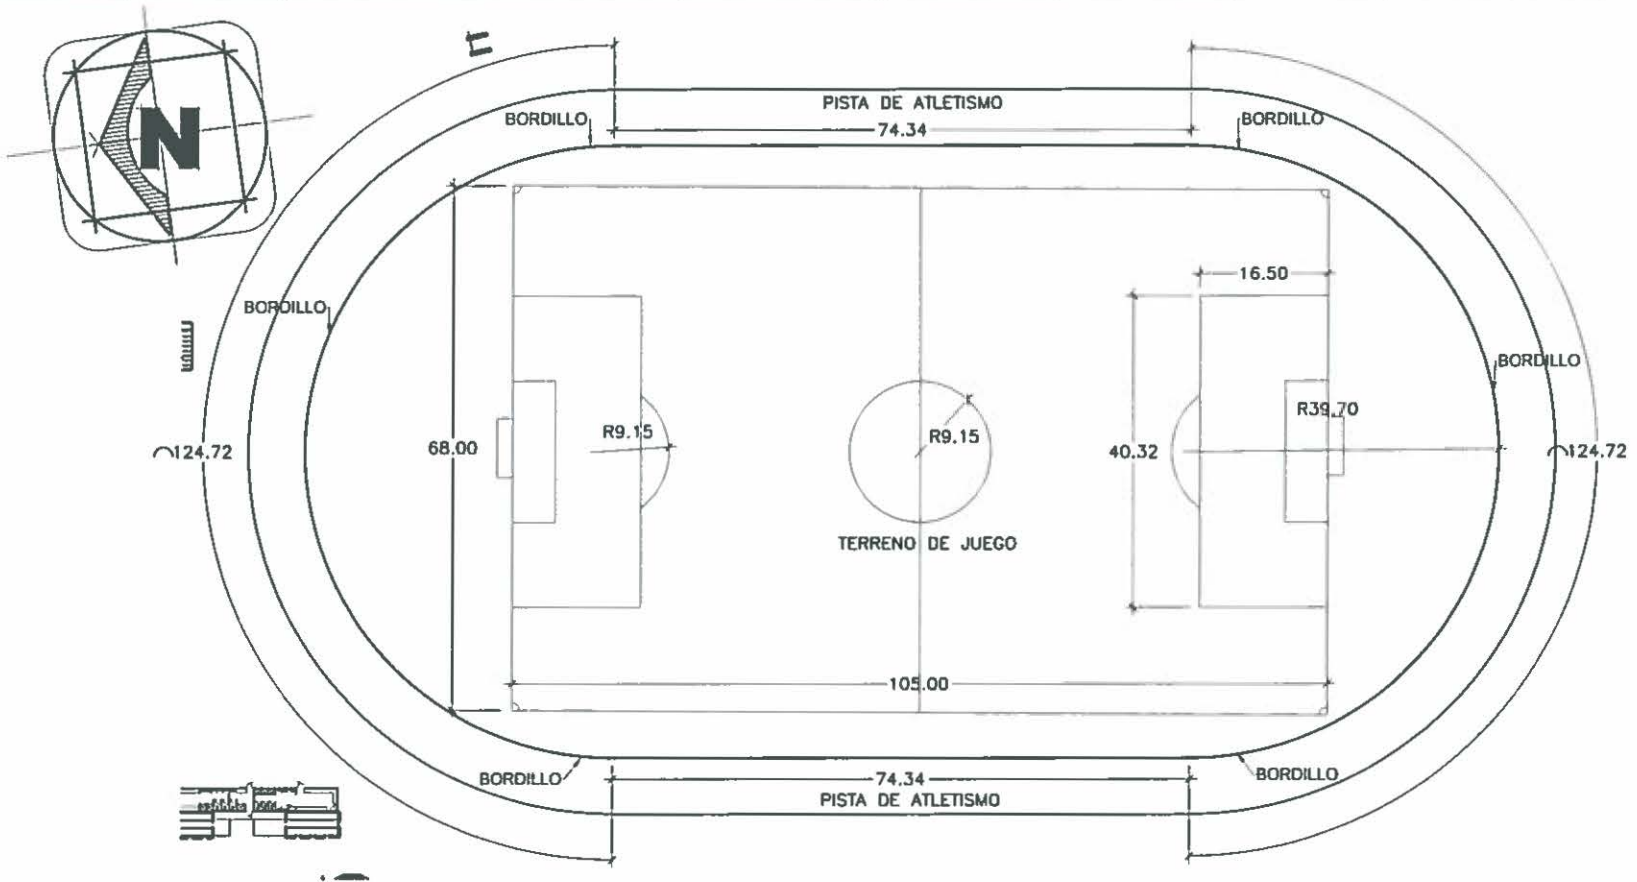 N
PISTA DE ATLETISMO
BORDILLO
BORDILLO
74.34
16.50
BORDILLO
BORDILLO
R39.70
R9.15
R9.15
124.72
68.00
40.32
124.72
TERRENO DE JUEGO
105.00
BORDILLO
74.34
BORDILLO
PISTA DE ATLETISMO